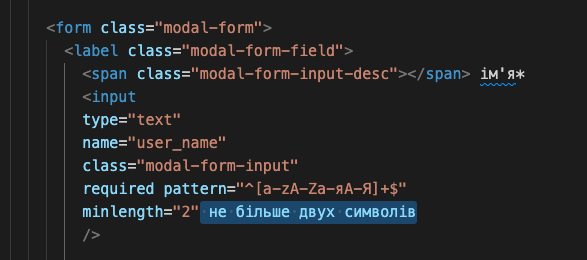 <form class="modal-form">
<label class="modal-form-field">
<span class="modal-form-input-desc"></span> ім'я*
<input
type="text"
name="user_name"
class="modal-form-input"
required pattern="^[a-zA-Za-яА-Я]+$"
minlength="2" не більше двух символів
/>